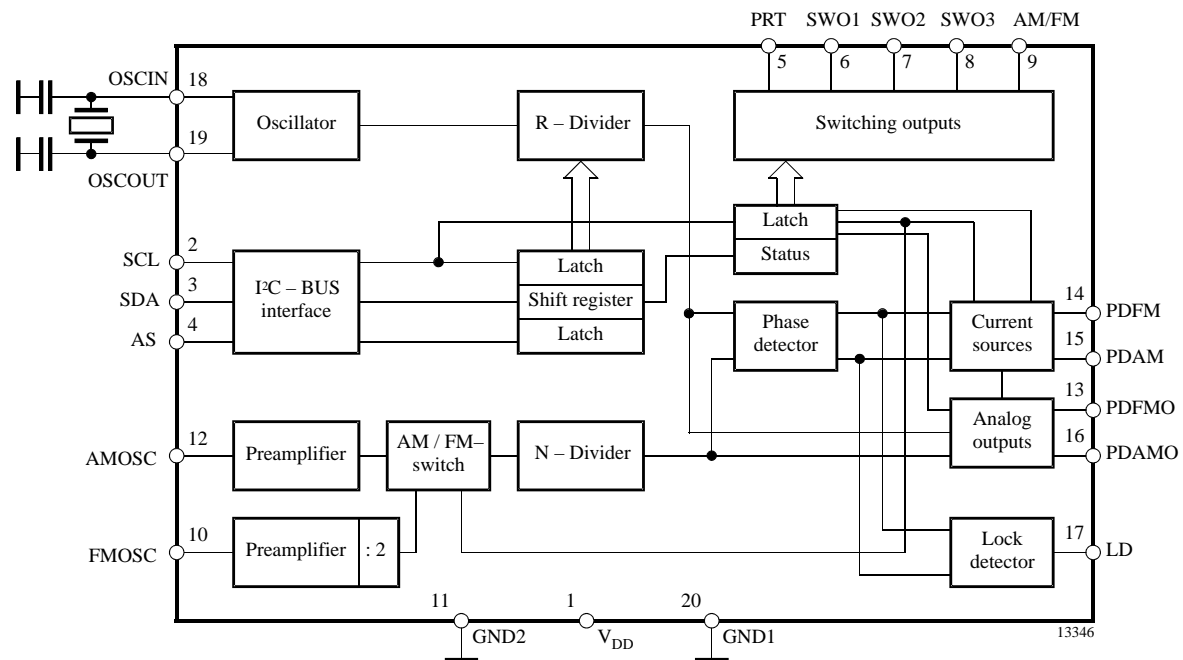 PRT SWO1 SWO2 SWO3 AM/FM
5 6 7 8 9
OSCIN 18
19
OSCOUT
Oscillator
R – Divider
Switching outputs
Latch
Status
SCL 2
SDA 3
AS 4
I²C – BUS
interface
Latch
Shift register
Latch
Phase
detector
Current
sources
14 PDFM
15 PDAM
13 PDFMO
16 PDAMO
Analog
outputs
AMOSC 12
Preamplifier
AM / FM–
switch
N – Divider
FMOSC 10
Preamplifier : 2
Lock
detector
17 LD
11 1 20
GND2 VDD GND1
13346